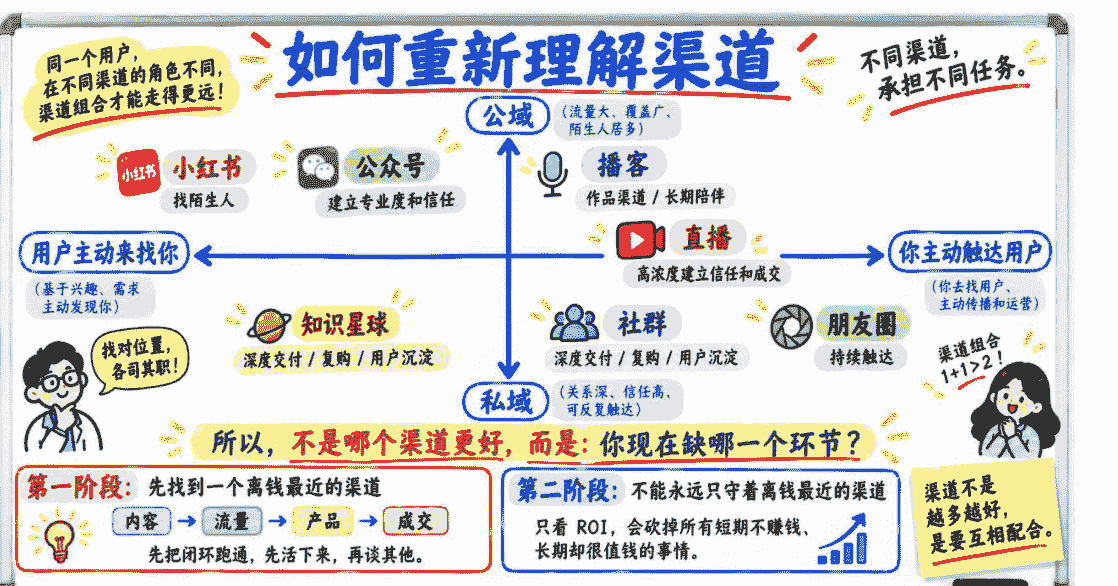 同一个用户，
在不同渠道的角色不同，
渠道组合才能走得更远！
如何重新理解渠道
不同渠道，
承担不同任务。
公域
（流量大、覆盖广、
陌生人居多）
小红书
小红书
找陌生人
公众号
建立专业度和信任
播客
作品渠道 / 长期陪伴
直播
高浓度建立信任和成交
用户主动来找你
（基于兴趣、需求
主动发现你）
你主动触达用户
（你去找用户、
主动传播和运营）
知识星球
深度交付 / 复购 / 用户沉淀
社群
深度交付 / 复购 / 用户沉淀
朋友圈
持续触达
找对位置，
各司其职！
渠道组合
1+1>2！
私域
（关系深、信任高、
可反复触达）
所以，不是哪个渠道更好，而是：你现在缺哪一个环节？
第一阶段：先找到一个离钱最近的渠道
内容 → 流量 → 产品 → 成交
先把闭环跑通，先活下来，再谈其他。
第二阶段：不能永远只守着离钱最近的渠道
只看 ROI，会砍掉所有短期不赚钱、
长期却很值钱的事情。
渠道不是
越多越好，
是要互相配合。